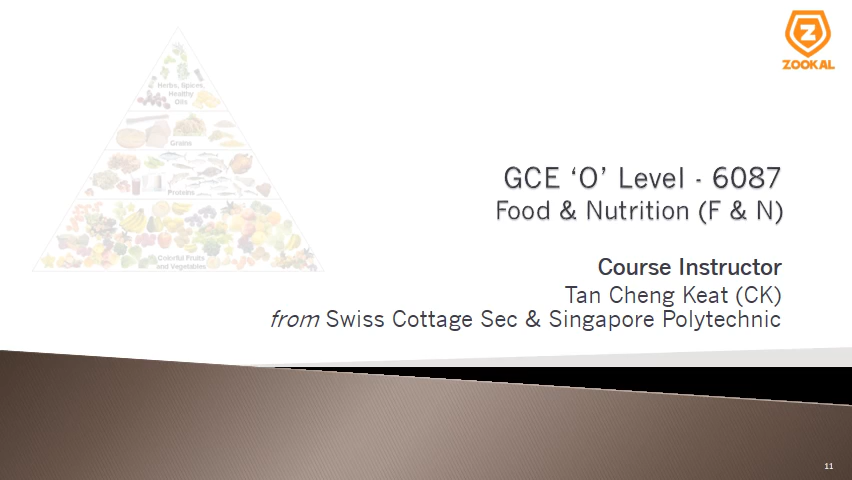 ZOOKAL
Herbs, Spices,
Healthy
Oils
Grains
Proteins
Colorful Fruits
and Vegetables
GCE ‘O’ Level - 6087
Food & Nutrition (F & N)
Course Instructor
Tan Cheng Keat (CK)
from Swiss Cottage Sec & Singapore Polytechnic
11